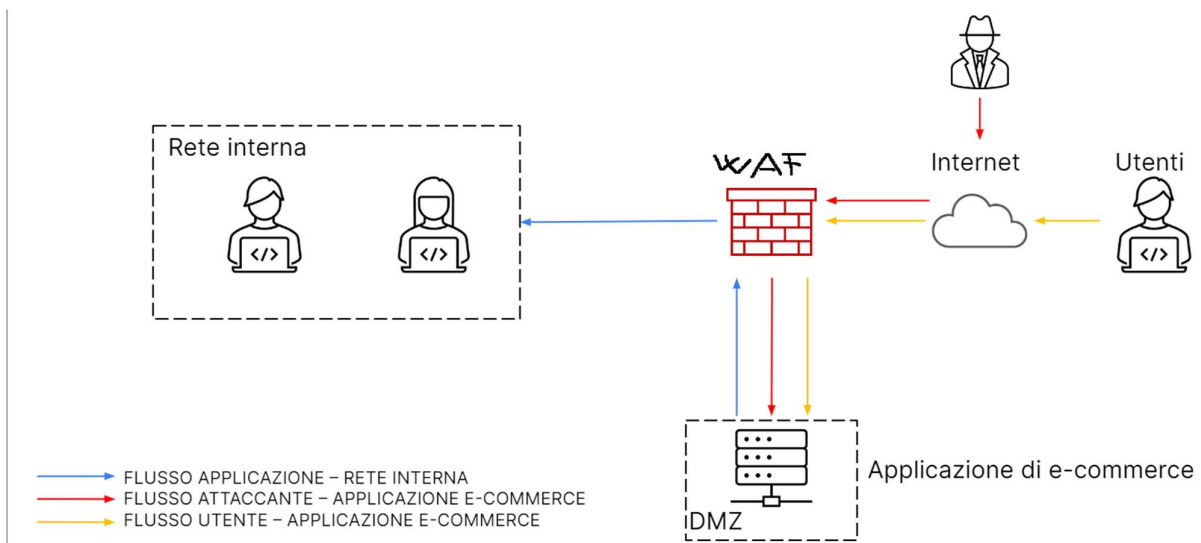 Rete interna
</>
</>
WAF
Internet
Utenti
</>
Applicazione di e-commerce
DMZ
FLUSSO APPLICAZIONE – RETE INTERNA
FLUSSO ATTACCANTE – APPLICAZIONE E-COMMERCE
FLUSSO UTENTE – APPLICAZIONE E-COMMERCE